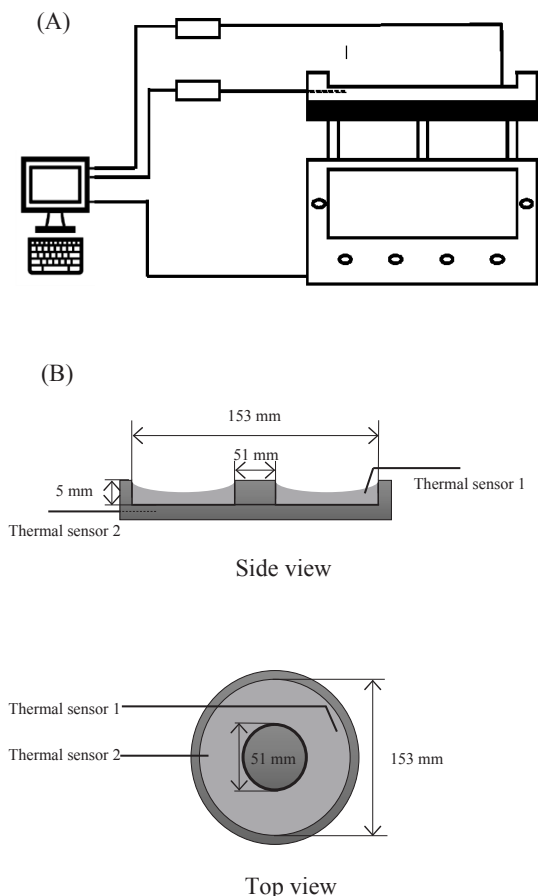 (A)
(B)
153 mm
51 mm
5 mm
Thermal sensor 1
Thermal sensor 2
Side view
Thermal sensor 1
Thermal sensor 2
51 mm
153 mm
Top view